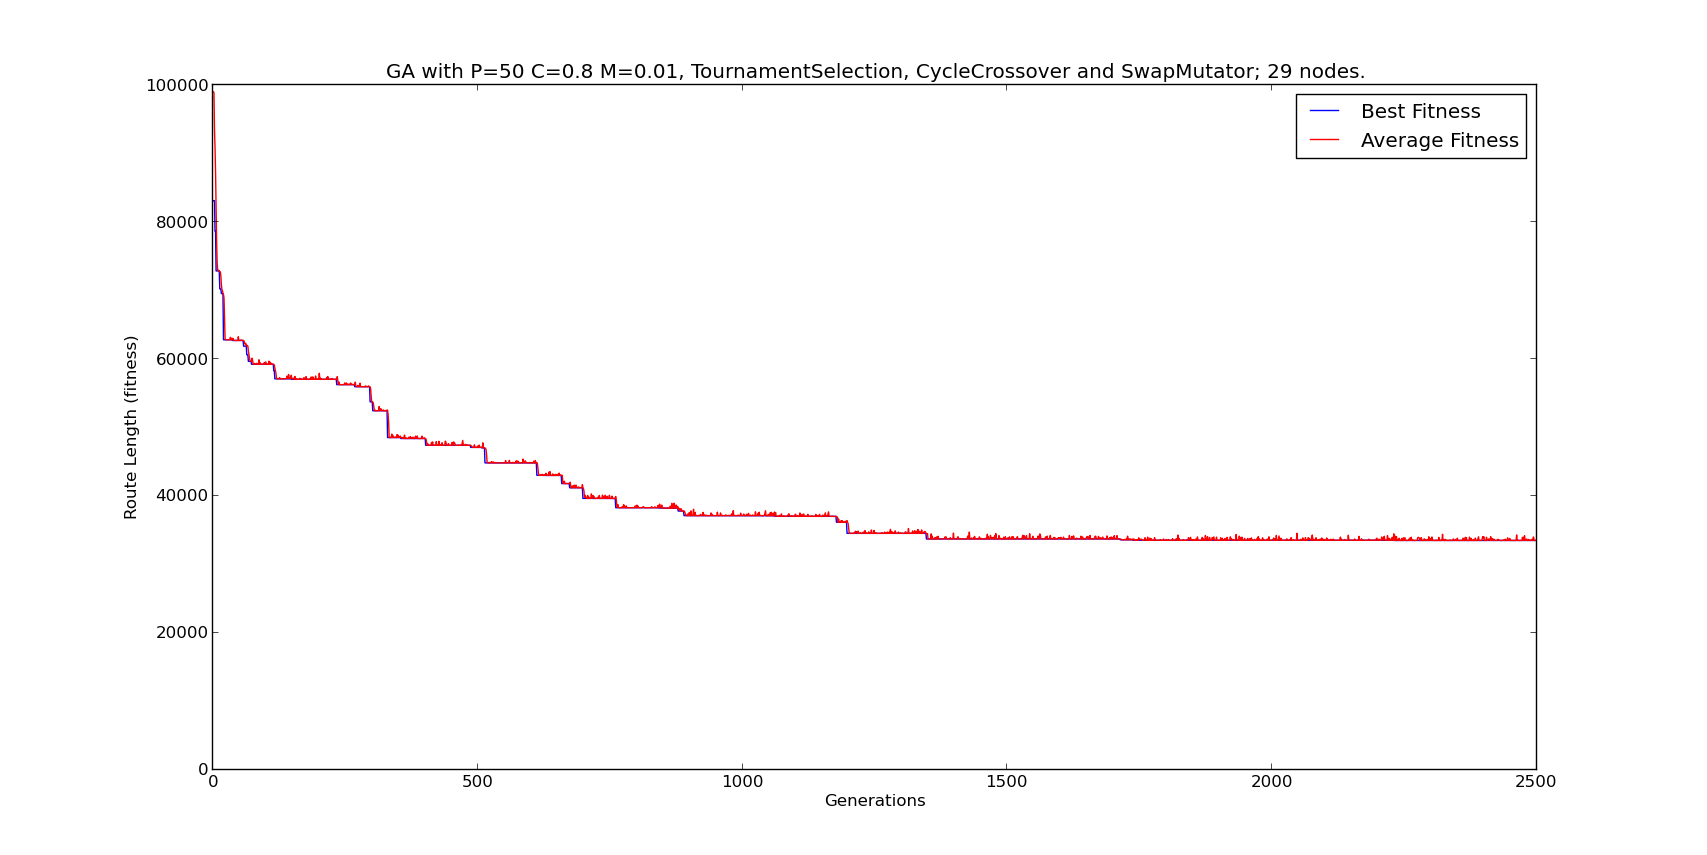 GA with P=50 C=0.8 M=0.01, TournamentSelection, CycleCrossover and SwapMutator; 29 nodes.
100000
80000
60000
40000
20000
0
Route Length (fitness)
Best Fitness
Average Fitness
0 500 1000 1500 2000 2500
Generations